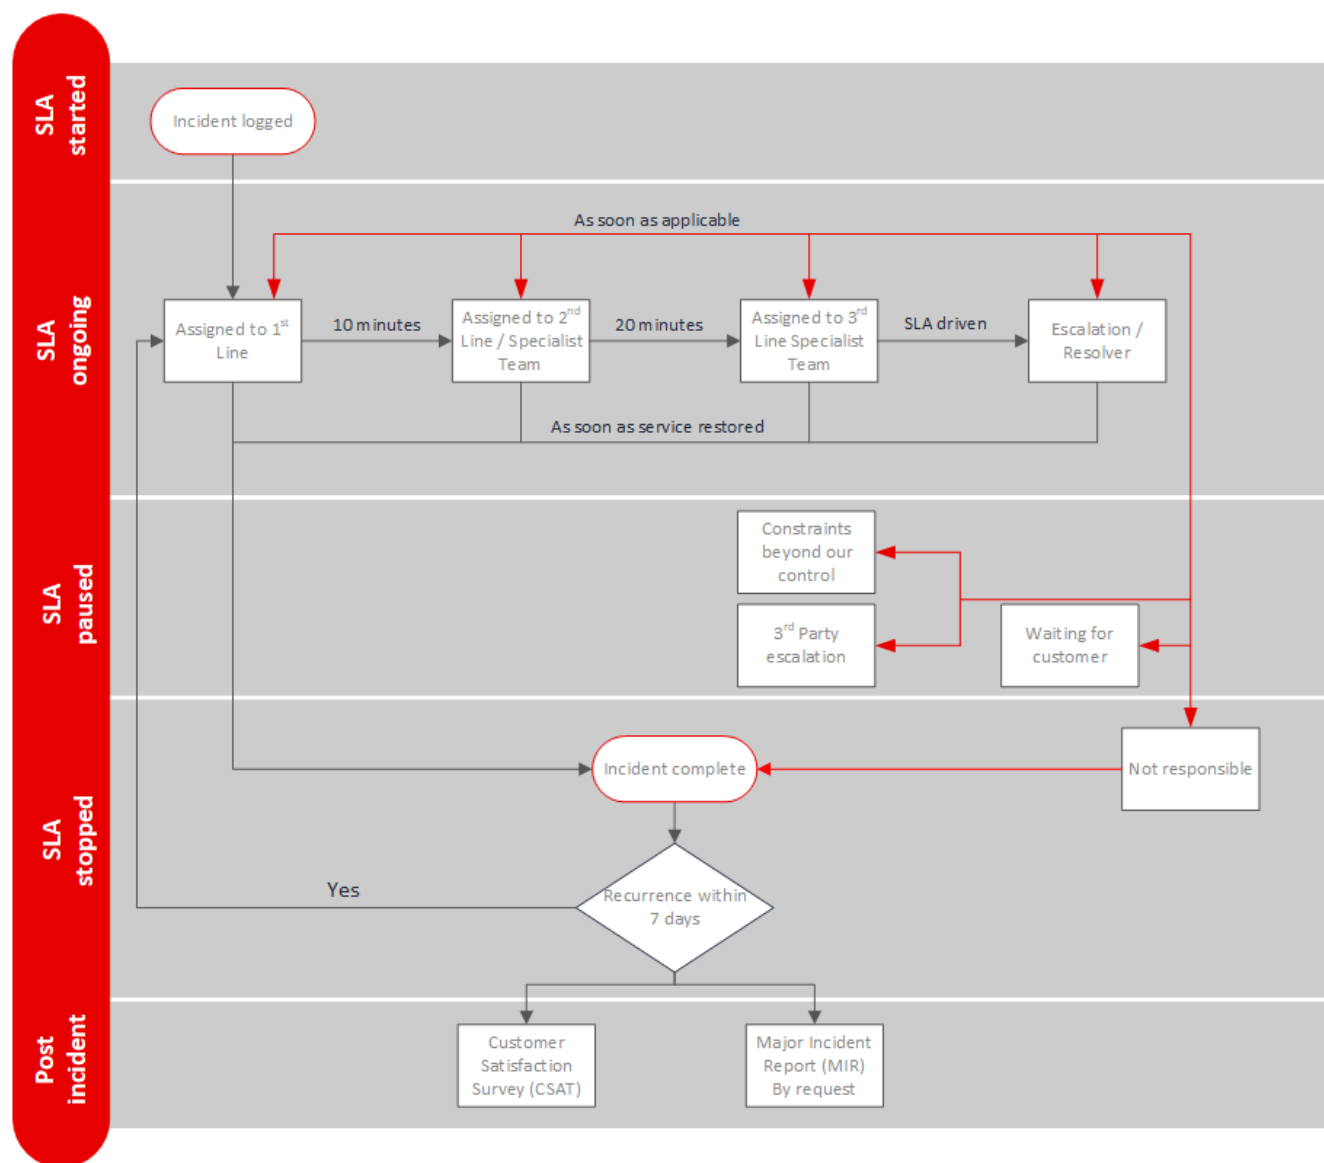 SLA
started
Incident logged
SLA
ongoing
As soon as applicable
Assigned to 1st
Line
10 minutes
Assigned to 2nd
Line / Specialist
Team
20 minutes
Assigned to 3rd
Line Specialist
Team
SLA driven
Escalation /
Resolver
As soon as service restored
SLA
paused
Constraints
beyond our
control
3rd Party
escalation
Waiting for
customer
SLA
stopped
Incident complete
Not responsible
Recurrence within
7 days
Yes
Post
incident
Customer
Satisfaction
Survey (CSAT)
Major Incident
Report (MIR)
By request